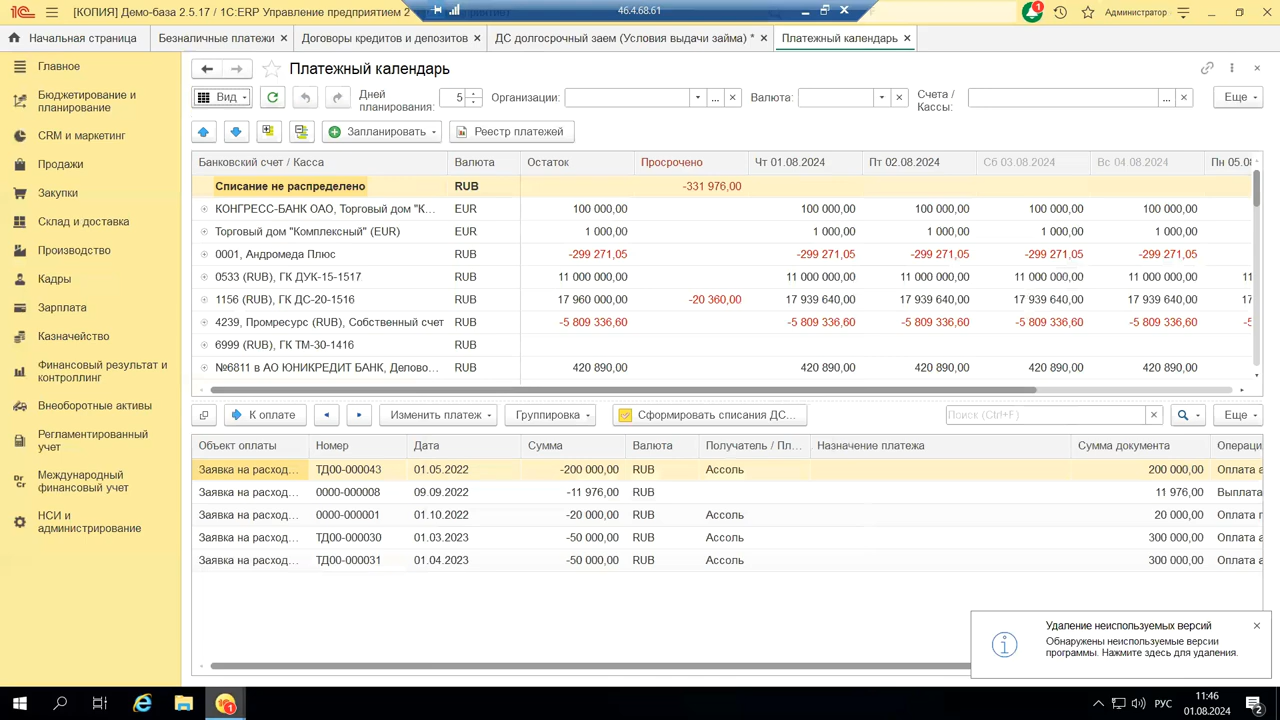 [КОПИЯ] Демо-база 2.5.17 / 1С:ERP Управление предприятием 2
46.4.68.61
1
Администратор
Начальная страница
Безналичные платежи ×
Договоры кредитов и депозитов ×
ДС долгосрочный заем (Условия выдачи займа) * ×
Платежный календарь ×
Главное
Бюджетирование и
планирование
CRM и маркетинг
Продажи
Закупки
Склад и доставка
Производство
Кадры
Зарплата
Казначейство
Финансовый результат и
контроллинг
Внеоборотные активы
Регламентированный
учет
Международный
финансовый учет
НСИ и
администрирование
Платежный календарь
Вид
Дней
планирования:
5
Организации:
Валюта:
Счета /
Кассы:
Еще
Запланировать
Реестр платежей
Банковский счет / Касса Валюта Остаток Просрочено Чт 01.08.2024 Пт 02.08.2024 Сб 03.08.2024 Вс 04.08.2024 Пн 05.08
Списание не распределено RUB -331 976,00
КОНГРЕСС-БАНК ОАО, Торговый дом "К... EUR 100 000,00 100 000,00 100 000,00 100 000,00 100 000,00
Торговый дом "Комплексный" (EUR) EUR 1 000,00 1 000,00 1 000,00 1 000,00 1 000,00
0001, Андромеда Плюс RUB -299 271,05 -299 271,05 -299 271,05 -299 271,05 -299 271,05
0533 (RUB), ГК ДУК-15-1517 RUB 11 000 000,00 11 000 000,00 11 000 000,00 11 000 000,00 11 000 000,00 11
1156 (RUB), ГК ДС-20-1516 RUB 17 960 000,00 -20 360,00 17 939 640,00 17 939 640,00 17 939 640,00 17 939 640,00 17
4239, Промресурс (RUB), Собственный счет RUB -5 809 336,60 -5 809 336,60 -5 809 336,60 -5 809 336,60 -5 809 336,60 -5
6999 (RUB), ГК ТМ-30-1416 RUB
№6811 в АО ЮНИКРЕДИТ БАНК, Делово... RUB 420 890,00 420 890,00 420 890,00 420 890,00 420 890,00
К оплате
Изменить платеж
Группировка
Сформировать списания ДС...
Поиск (Ctrl+F)
Еще
Объект оплаты Номер Дата Сумма Валюта Получатель / Пл... Назначение платежа Сумма документа Операци
Заявка на расход... ТД00-000043 01.05.2022 -200 000,00 RUB Ассоль 200 000,00 Оплата
Заявка на расход... 0000-000008 09.09.2022 -11 976,00 RUB 11 976,00 Выплата
Заявка на расход... 0000-000001 01.10.2022 -20 000,00 RUB Ассоль 20 000,00 Оплата
Заявка на расход... ТД00-000030 01.03.2023 -50 000,00 RUB Ассоль 300 000,00 Оплата
Заявка на расход... ТД00-000031 01.04.2023 -50 000,00 RUB Ассоль 300 000,00 Оплата
Удаление неиспользуемых версий
Обнаружены неиспользуемые версии
программы. Нажмите здесь для удаления.
РУС
11:46
01.08.2024
2